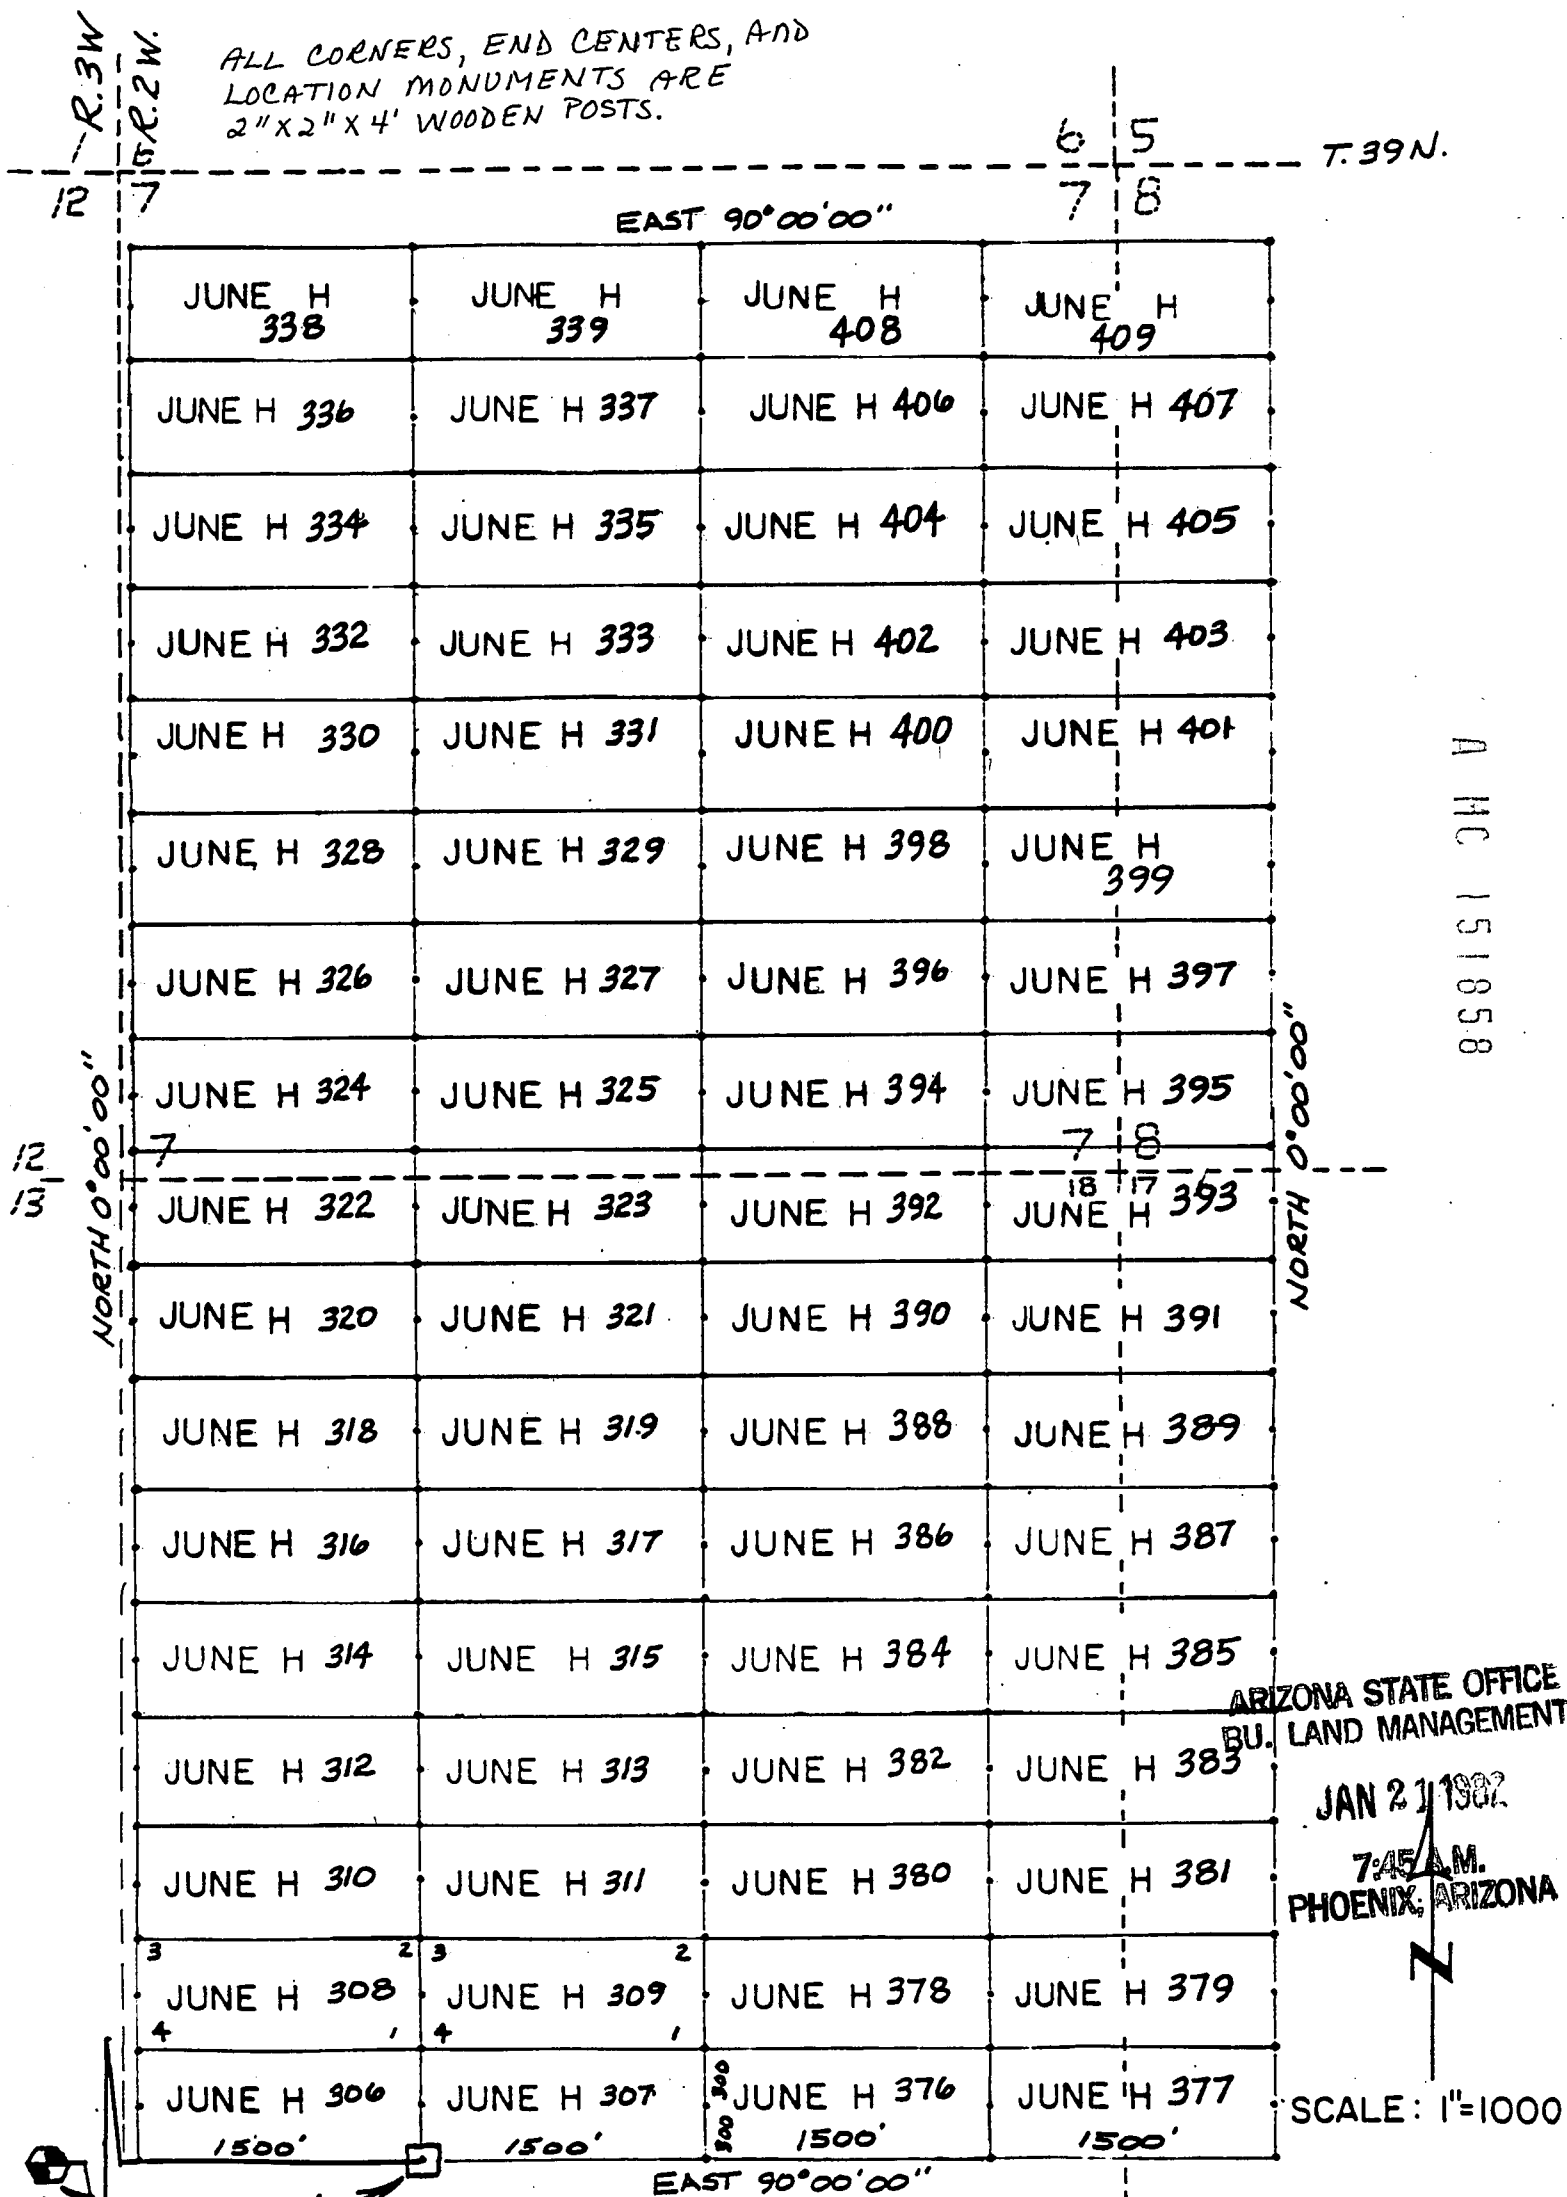 R.3W
R.2W.
ALL CORNERS, END CENTERS, AND
LOCATION MONUMENTS ARE
2"X2"X4' WOODEN POSTS.
6 5
T. 39 N.
12 7
7 8
EAST 90°00'00"
JUNE H 338 JUNE H 339 JUNE H 408 JUNE H 409
JUNE H 336 JUNE H 337 JUNE H 406 JUNE H 407
JUNE H 334 JUNE H 335 JUNE H 404 JUNE H 405
JUNE H 332 JUNE H 333 JUNE H 402 JUNE H 403
JUNE H 330 JUNE H 331 JUNE H 400 JUNE H 401
JUNE H 328 JUNE H 329 JUNE H 398 JUNE H 399
A MC 151858
JUNE H 326 JUNE H 327 JUNE H 396 JUNE H 397
JUNE H 324 JUNE H 325 JUNE H 394 JUNE H 395
NORTH 0°00'00"
NORTH 0°00'00"
12 7 7 8
13 18 17
JUNE H 322 JUNE H 323 JUNE H 392 JUNE H 393
JUNE H 320 JUNE H 321 JUNE H 390 JUNE H 391
JUNE H 318 JUNE H 319 JUNE H 388 JUNE H 389
JUNE H 316 JUNE H 317 JUNE H 386 JUNE H 387
JUNE H 314 JUNE H 315 JUNE H 384 JUNE H 385
ARIZONA STATE OFFICE
BU. LAND MANAGEMENT
JUNE H 312 JUNE H 313 JUNE H 382 JUNE H 383
JAN 21 1982
7:45 A.M.
PHOENIX, ARIZONA
JUNE H 310 JUNE H 311 JUNE H 380 JUNE H 381
N
3 2 3 2
JUNE H 308 JUNE H 309 JUNE H 378 JUNE H 379
4 1 4 1
300
JUNE H 306 JUNE H 307 JUNE H 376 JUNE H 377
SCALE: 1"=1000
300
1500' 1500' 1500' 1500'
EAST 90°00'00"